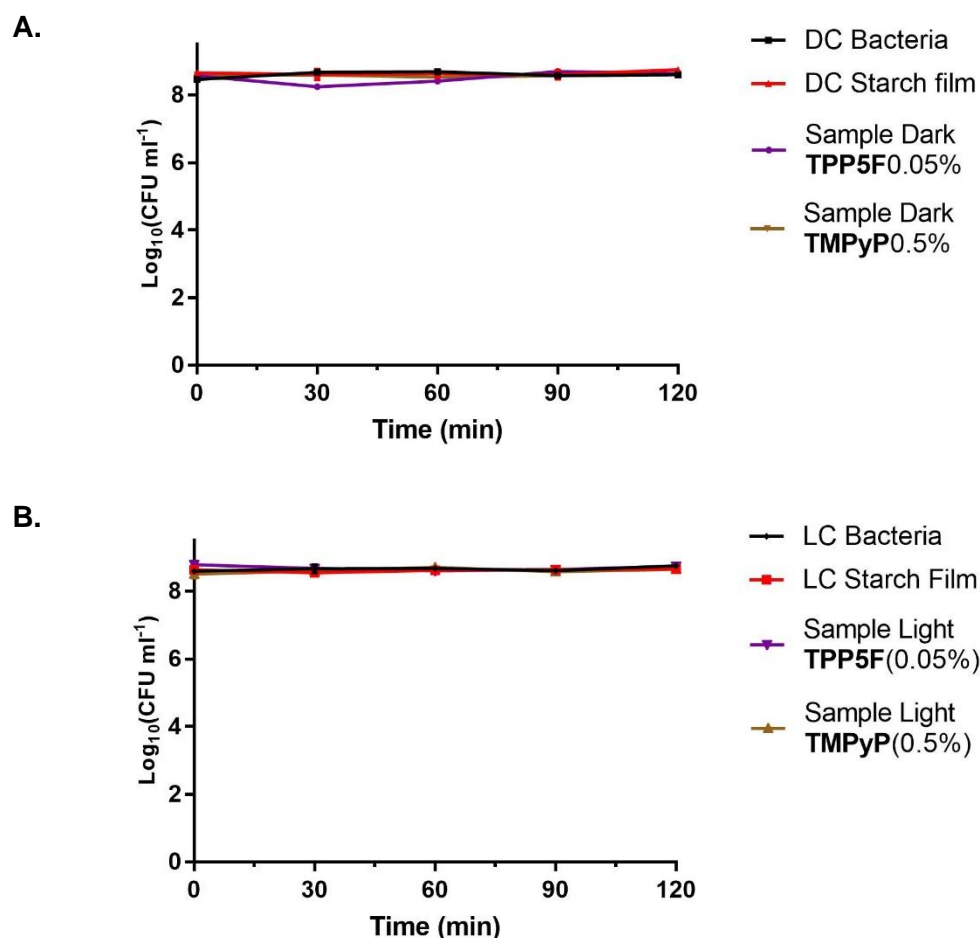 A.
Log₁₀(CFU ml⁻¹)
8
6
4
2
0
0 30 60 90 120
Time (min)
DC Bacteria
DC Starch film
Sample Dark
TPP5F0.05%
Sample Dark
TMPyP0.5%
B.
Log₁₀(CFU ml⁻¹)
8
6
4
2
0
0 30 60 90 120
Time (min)
LC Bacteria
LC Starch Film
Sample Light
TPP5F(0.05%)
Sample Light
TMPyP(0.5%)